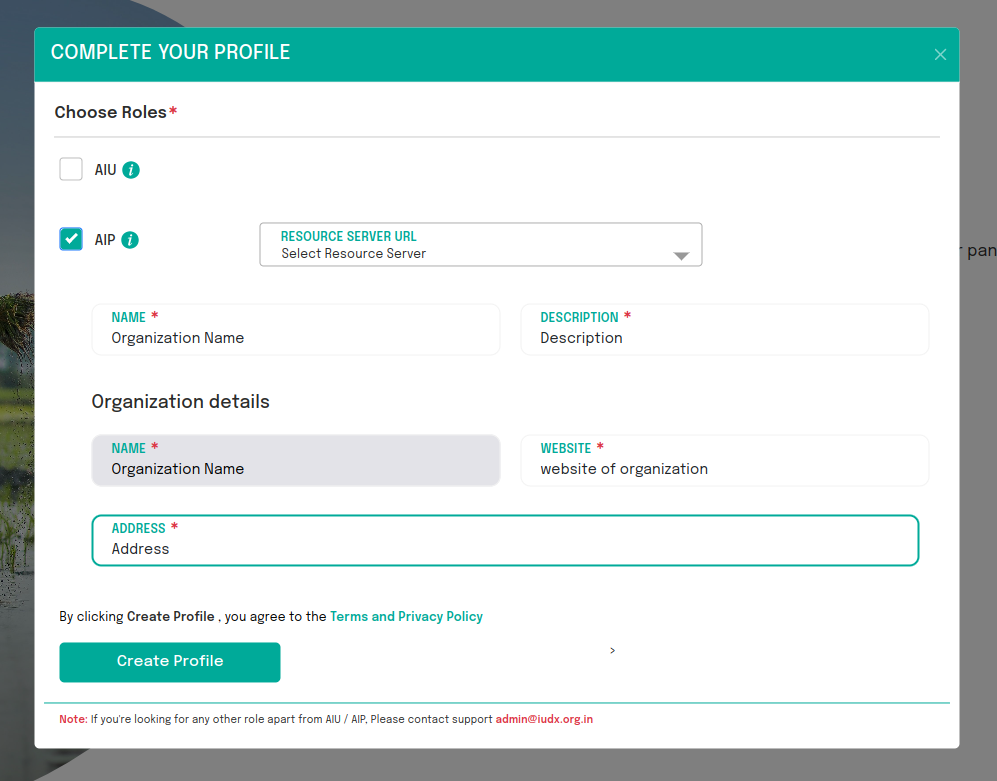 COMPLETE YOUR PROFILE
Choose Roles*
AIU i
AIP i
RESOURCE SERVER URL
Select Resource Server
r pan
NAME *
Organization Name
DESCRIPTION *
Description
Organization details
NAME *
Organization Name
WEBSITE *
website of organization
ADDRESS *
Address
By clicking Create Profile , you agree to the Terms and Privacy Policy
Create Profile
>
Note: If you're looking for any other role apart from AIU / AIP, Please contact support admin@iudx.org.in